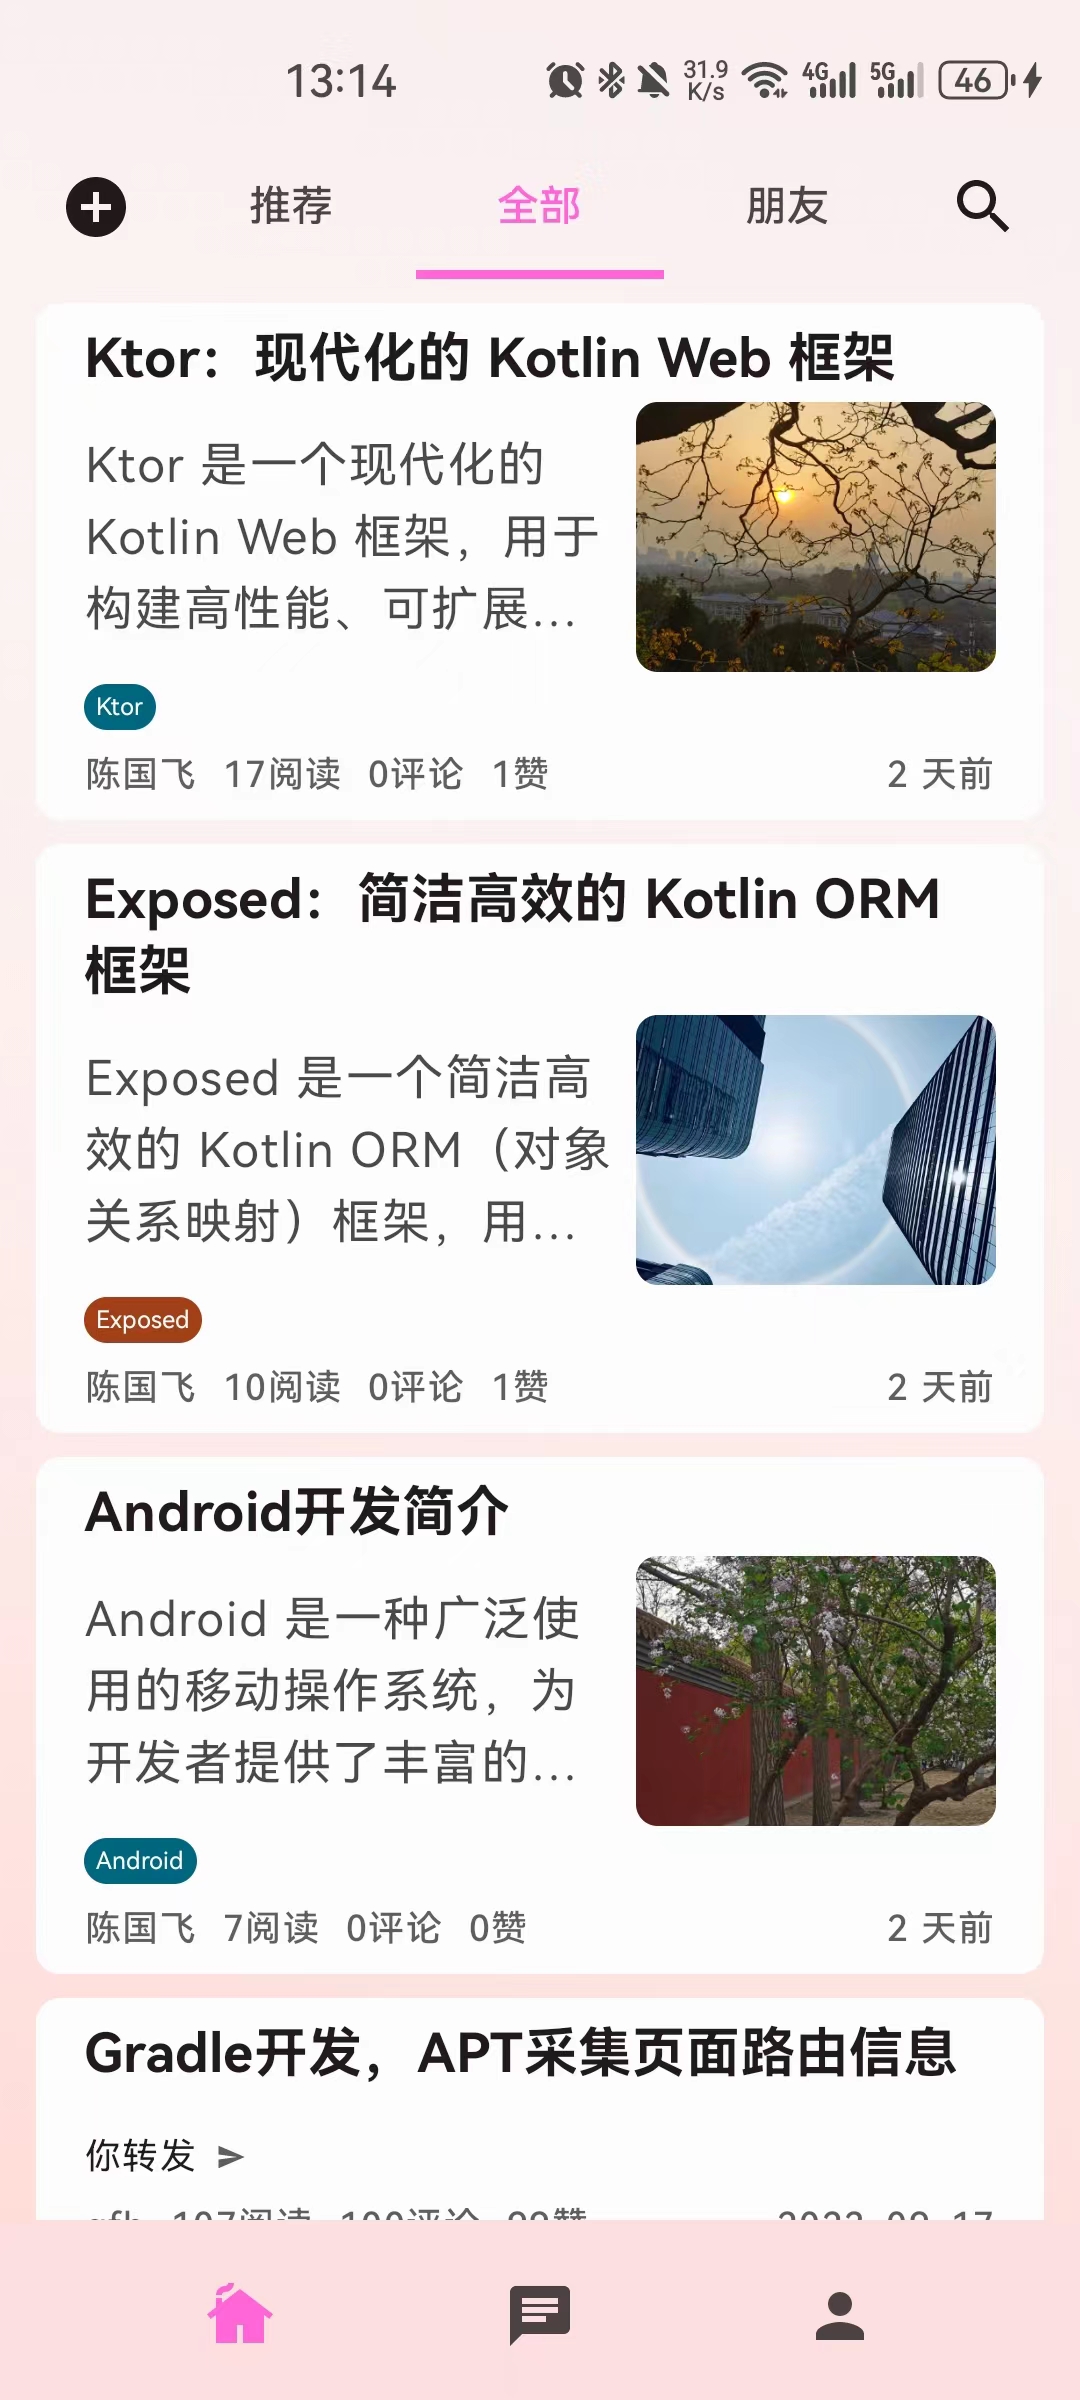 13:14
31.9
K/s
4G
5G
46
推荐
全部
朋友
Ktor：现代化的 Kotlin Web 框架
Ktor 是一个现代化的
Kotlin Web 框架，用于
构建高性能、可扩展...
Ktor
陈国飞 17阅读 0评论 1赞 2 天前
Exposed：简洁高效的 Kotlin ORM
框架
Exposed 是一个简洁高
效的 Kotlin ORM（对象
关系映射）框架，用...
Exposed
陈国飞 10阅读 0评论 1赞 2 天前
Android开发简介
Android 是一种广泛使
用的移动操作系统，为
开发者提供了丰富的...
Android
陈国飞 7阅读 0评论 0赞 2 天前
Gradle开发，APT采集页面路由信息
你转发